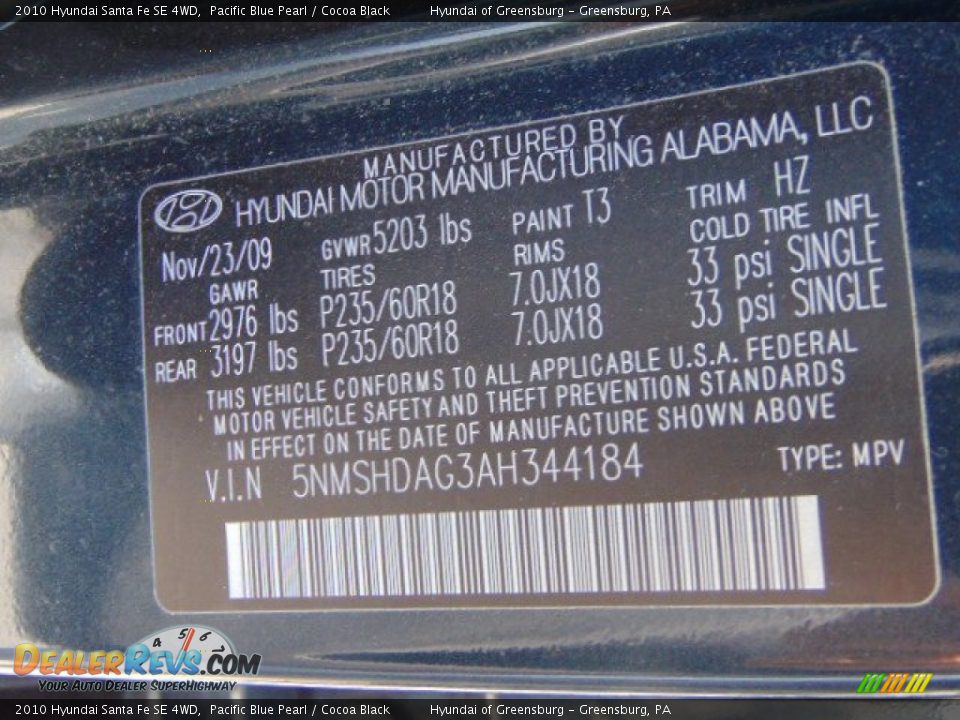 2010 Hyundai Santa Fe SE 4WD, Pacific Blue Pearl / Cocoa Black Hyundai of Greensburg - Greensburg, PA
MANUFACTURED BY
HYUNDAI MOTOR MANUFACTURING ALABAMA, LLC
Nov/23/09 GVWR 5203 lbs PAINT T3 TRIM HZ
GAWR TIRES RIMS COLD TIRE INFL
FRONT 2976 lbs P235/60R18 7.0JX18 33 psi SINGLE
REAR 3197 lbs P235/60R18 7.0JX18 33 psi SINGLE
THIS VEHICLE CONFORMS TO ALL APPLICABLE U.S.A. FEDERAL
MOTOR VEHICLE SAFETY AND THEFT PREVENTION STANDARDS
IN EFFECT ON THE DATE OF MANUFACTURE SHOWN ABOVE
V.I.N 5NMSHDAG3AH344184 TYPE: MPV
4 5 6
DEALERREVS.COM
YOUR AUTO DEALER SUPERHIGHWAY
2010 Hyundai Santa Fe SE 4WD, Pacific Blue Pearl / Cocoa Black Hyundai of Greensburg - Greensburg, PA